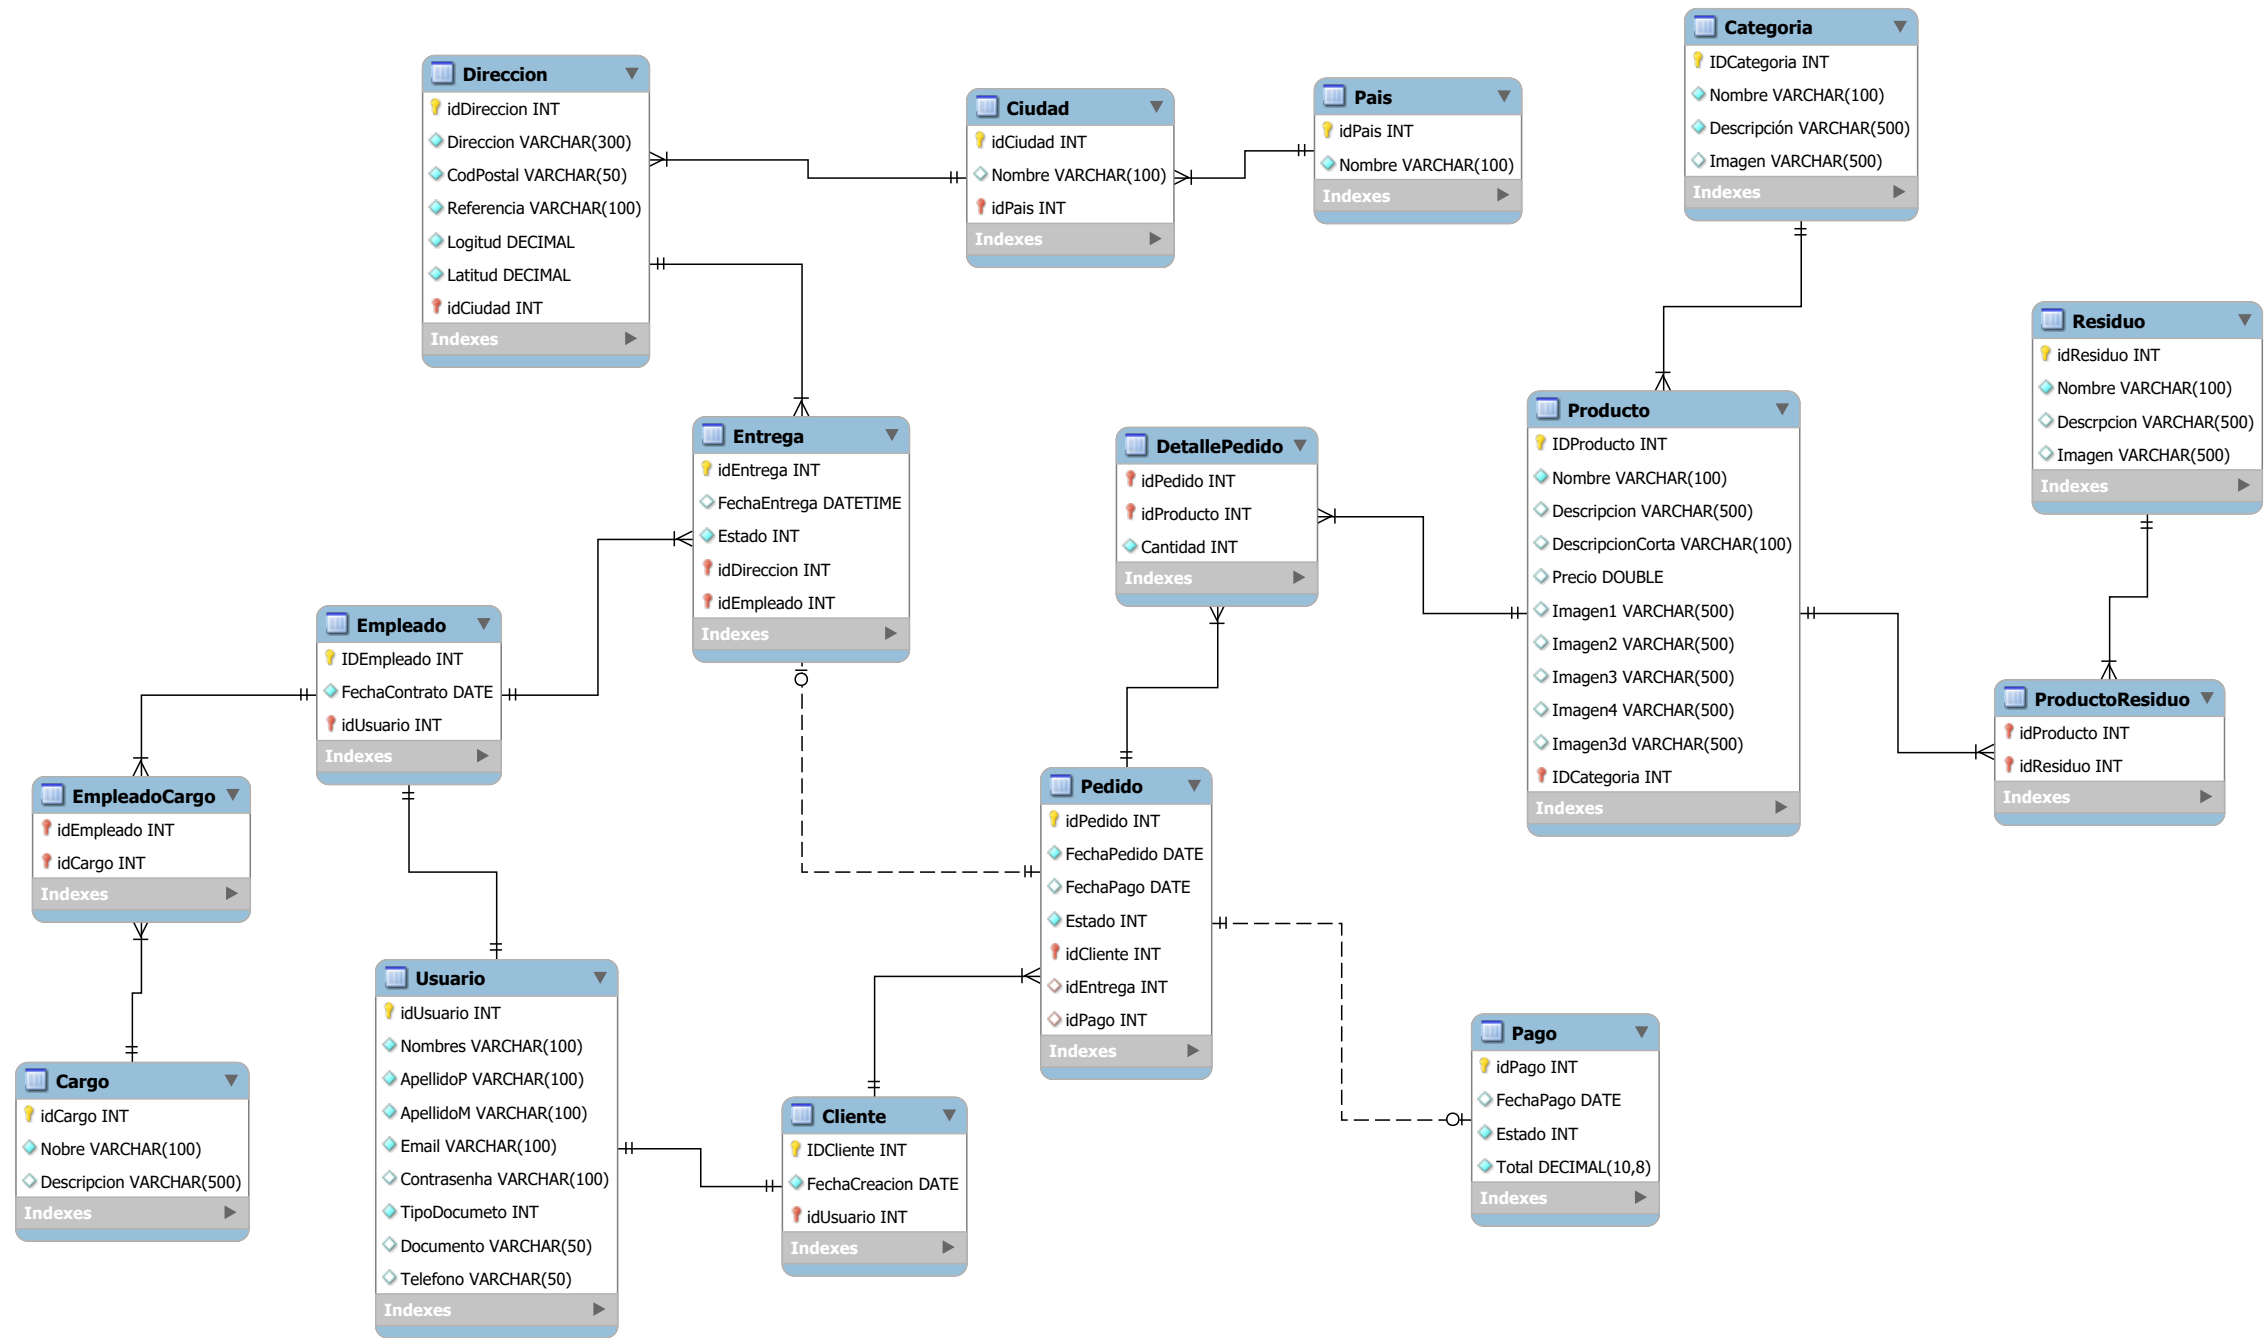 Direccion
idDireccion INT
Direccion VARCHAR(300)
CodPostal VARCHAR(50)
Referencia VARCHAR(100)
Logitud DECIMAL
Latitud DECIMAL
idCiudad INT
Indexes
Ciudad
idCiudad INT
Nombre VARCHAR(100)
idPais INT
Indexes
Pais
idPais INT
Nombre VARCHAR(100)
Indexes
Categoria
IDCategoria INT
Nombre VARCHAR(100)
Descripción VARCHAR(500)
Imagen VARCHAR(500)
Indexes
Residuo
idResiduo INT
Nombre VARCHAR(100)
Descrpcion VARCHAR(500)
Imagen VARCHAR(500)
Indexes
Entrega
idEntrega INT
FechaEntrega DATETIME
Estado INT
idDireccion INT
idEmpleado INT
Indexes
DetallePedido
idPedido INT
idProducto INT
Cantidad INT
Indexes
Producto
IDProducto INT
Nombre VARCHAR(100)
Descripcion VARCHAR(500)
DescripcionCorta VARCHAR(100)
Precio DOUBLE
Imagen1 VARCHAR(500)
Imagen2 VARCHAR(500)
Imagen3 VARCHAR(500)
Imagen4 VARCHAR(500)
Imagen3d VARCHAR(500)
IDCategoria INT
Indexes
Empleado
IDEmpleado INT
FechaContrato DATE
idUsuario INT
Indexes
ProductoResiduo
idProducto INT
idResiduo INT
Indexes
EmpleadoCargo
idEmpleado INT
idCargo INT
Indexes
Pedido
idPedido INT
FechaPedido DATE
FechaPago DATE
Estado INT
idCliente INT
idEntrega INT
idPago INT
Indexes
Usuario
idUsuario INT
Nombres VARCHAR(100)
ApellidoP VARCHAR(100)
ApellidoM VARCHAR(100)
Email VARCHAR(100)
Contrasenha VARCHAR(100)
TipoDocumeto INT
Documento VARCHAR(50)
Telefono VARCHAR(50)
Indexes
Pago
idPago INT
FechaPago DATE
Estado INT
Total DECIMAL(10,8)
Indexes
Cargo
idCargo INT
Nobre VARCHAR(100)
Descripcion VARCHAR(500)
Indexes
Cliente
IDCliente INT
FechaCreacion DATE
idUsuario INT
Indexes